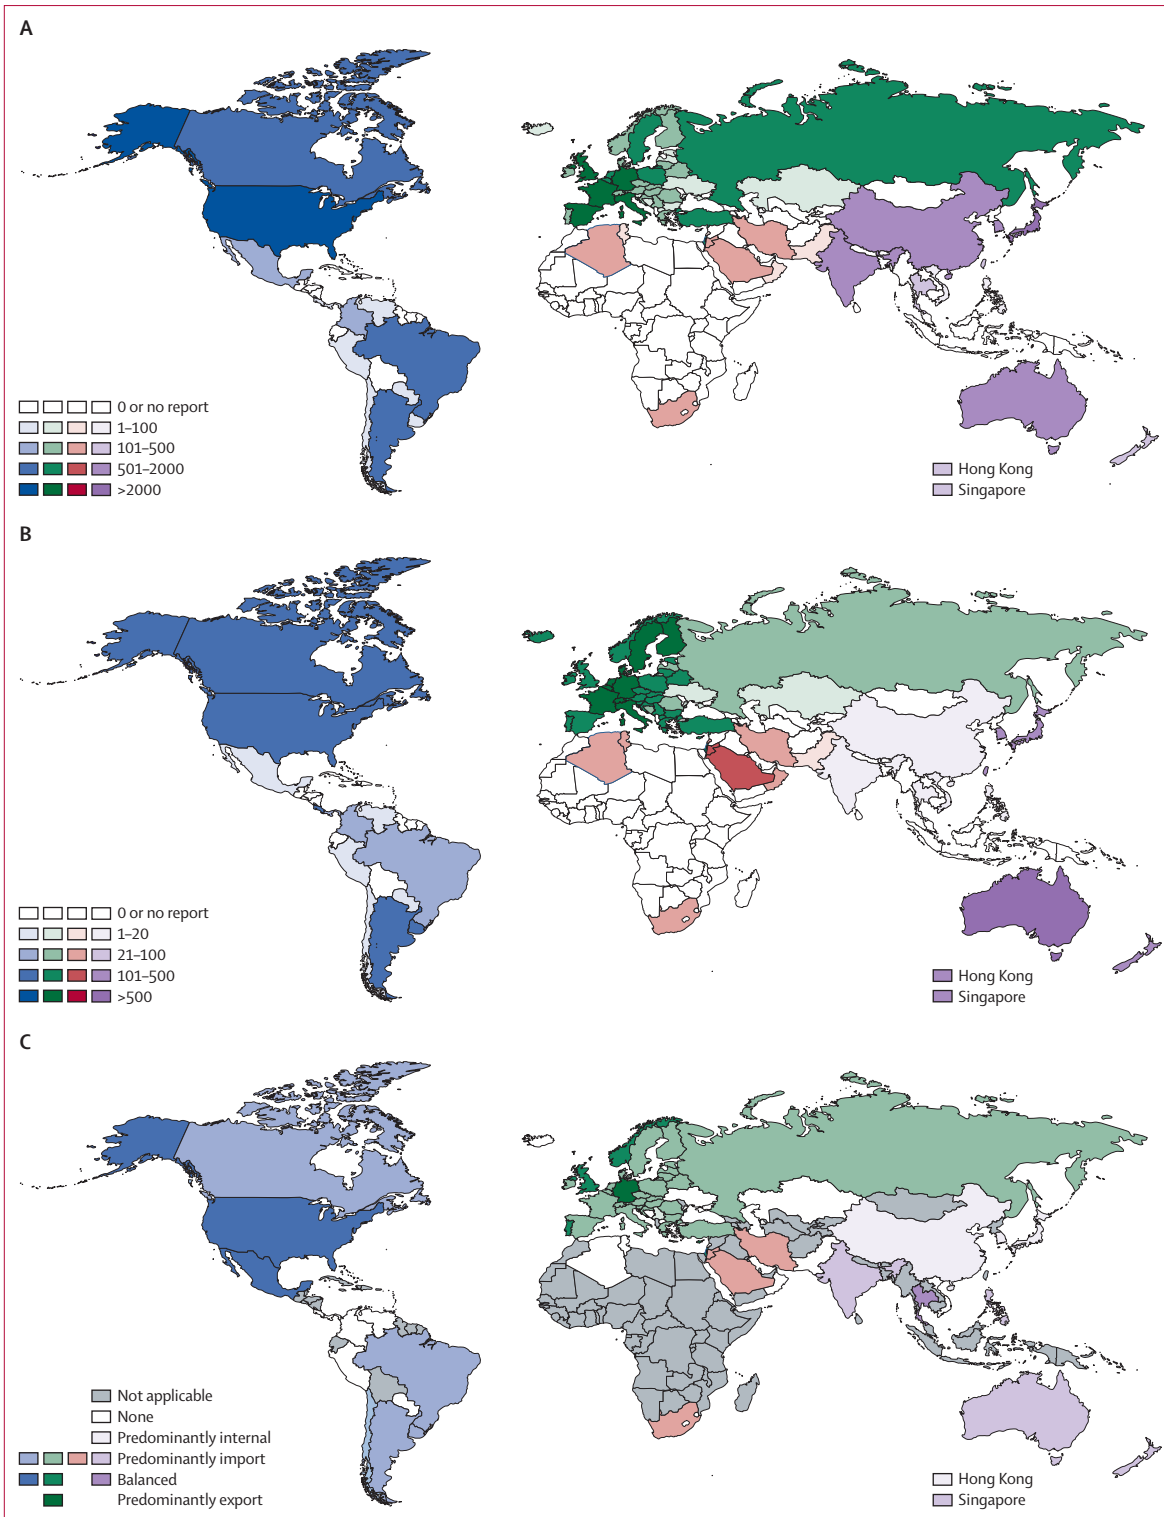 A
0 or no report
1–100
101–500
501–2000
>2000
Hong Kong
Singapore
B
0 or no report
1–20
21–100
101–500
>500
Hong Kong
Singapore
C
Not applicable
None
Predominantly internal
Predominantly import
Balanced
Predominantly export
Hong Kong
Singapore